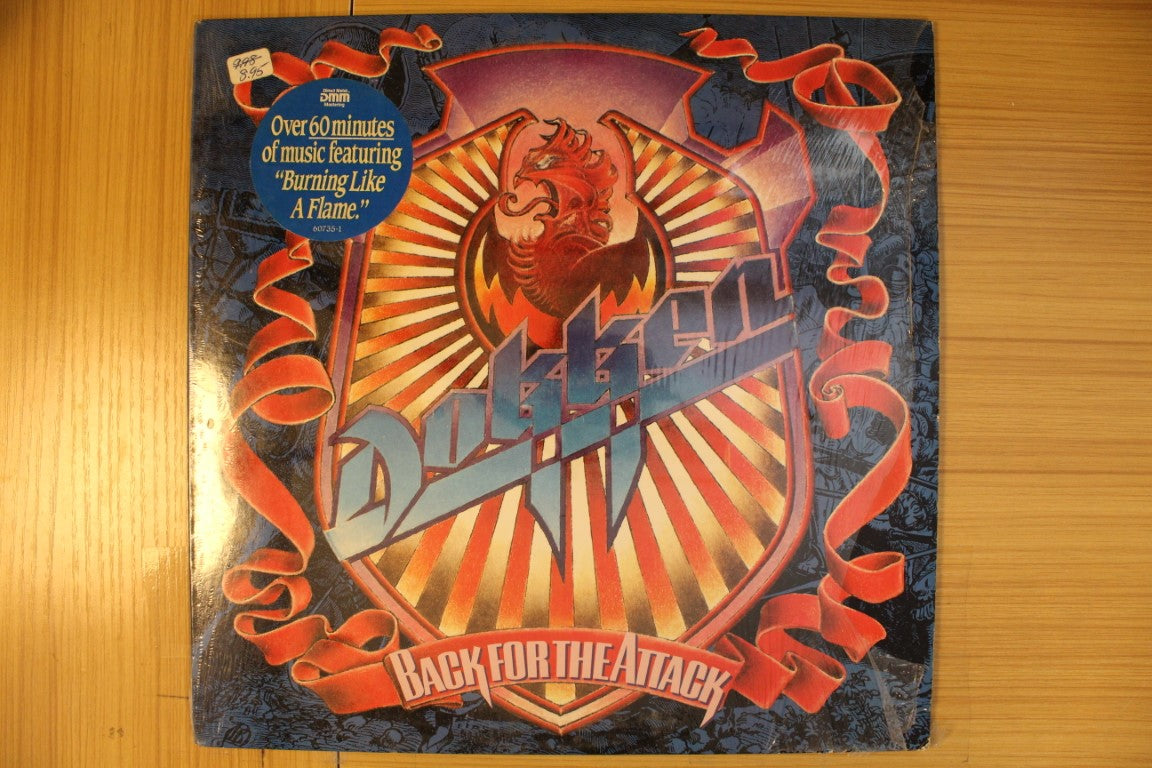 8.95
Direct Metal
DMM
Mastering
Over 60 minutes
of music featuring
"Burning Like
A Flame."
60735-1
Dokken
BACK FOR THE ATTACK